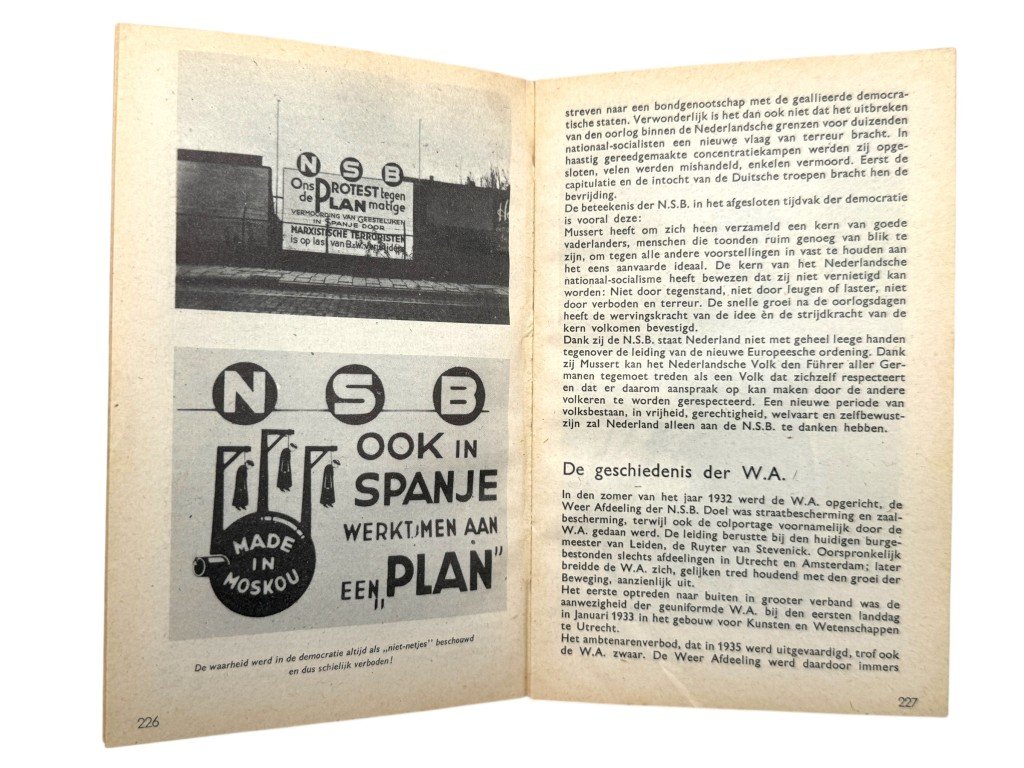 N S B
Ons PROTEST tegen
de PLAN matige
VERMOORDING VAN GEESTELIJKEN
IN SPANJE DOOR
MARXISTISCHE TERRORISTEN
is op last van B.&W. verwijderd
N S B
OOK IN
SPANJE
WERKT MEN AAN
EEN „PLAN"
MADE
IN
MOSKOU
De waarheid werd in de democratie altijd als „niet-netjes" beschouwd
en dus schielijk verboden!
226
streven naar een bondgenootschap met de geallieerde democra-
tische staten. Verwonderlijk is het dan ook niet dat het uitbreken
van den oorlog binnen de Nederlandsche grenzen voor duizenden
nationaal-socialisten een nieuwe vlaag van terreur bracht. In
haastig gereedgemaakte concentratiekampen werden zij opge-
sloten, velen werden mishandeld, enkelen vermoord. Eerst de
capitulatie en de intocht van de Duitsche troepen bracht hen de
bevrijding.
De beteekenis der N.S.B. in het afgesloten tijdvak der democratie
is vooral deze:
Mussert heeft om zich heen verzameld een kern van goede
vaderlanders, menschen die toonden ruim genoeg van blik te
zijn, om tegen alle andere voorstellingen in vast te houden aan
het eens aanvaarde ideaal. De kern van het Nederlandsche
nationaal-socialisme heeft bewezen dat zij niet vernietigd kan
worden: Niet door tegenstand, niet door leugen of laster, niet
door verboden en terreur. De snelle groei na de oorlogsdagen
heeft de wervingskracht van de idee èn de strijdkracht van de
kern volkomen bevestigd.
Dank zij de N.S.B. staat Nederland niet met geheel leege handen
tegenover de leiding van de nieuwe Europeesche ordening. Dank
zij Mussert kan het Nederlandsche Volk den Führer aller Ger-
manen tegemoet treden als een Volk dat zichzelf respecteert
en dat er daarom aanspraak op kan maken door de andere
volkeren te worden gerespecteerd. Een nieuwe periode van
volksbestaan, in vrijheid, gerechtigheid, welvaart en zelfbewust-
zijn zal Nederland alleen aan de N.S.B. te danken hebben.
De geschiedenis der W.A.
In den zomer van het jaar 1932 werd de W.A. opgericht, de
Weer Afdeeling der N.S.B. Doel was straatbescherming en zaal-
bescherming, terwijl ook de colportage voornamelijk door de
W.A. gedaan werd. De leiding berustte bij den huidigen burge-
meester van Leiden, de Ruyter van Stevenick. Oorspronkelijk
bestonden slechts afdeelingen in Utrecht en Amsterdam; later
breidde de W.A. zich, gelijken tred houdend met den groei der
Beweging, aanzienlijk uit.
Het eerste optreden naar buiten in grooter verband was de
aanwezigheid der geuniformde W.A. bij den eersten landdag
in Januari 1933 in het gebouw voor Kunsten en Wetenschappen
te Utrecht.
Het ambtenarenverbod, dat in 1935 werd uitgevaardigd, trof ook
de W.A. zwaar. De Weer Afdeeling werd daardoor immers
227